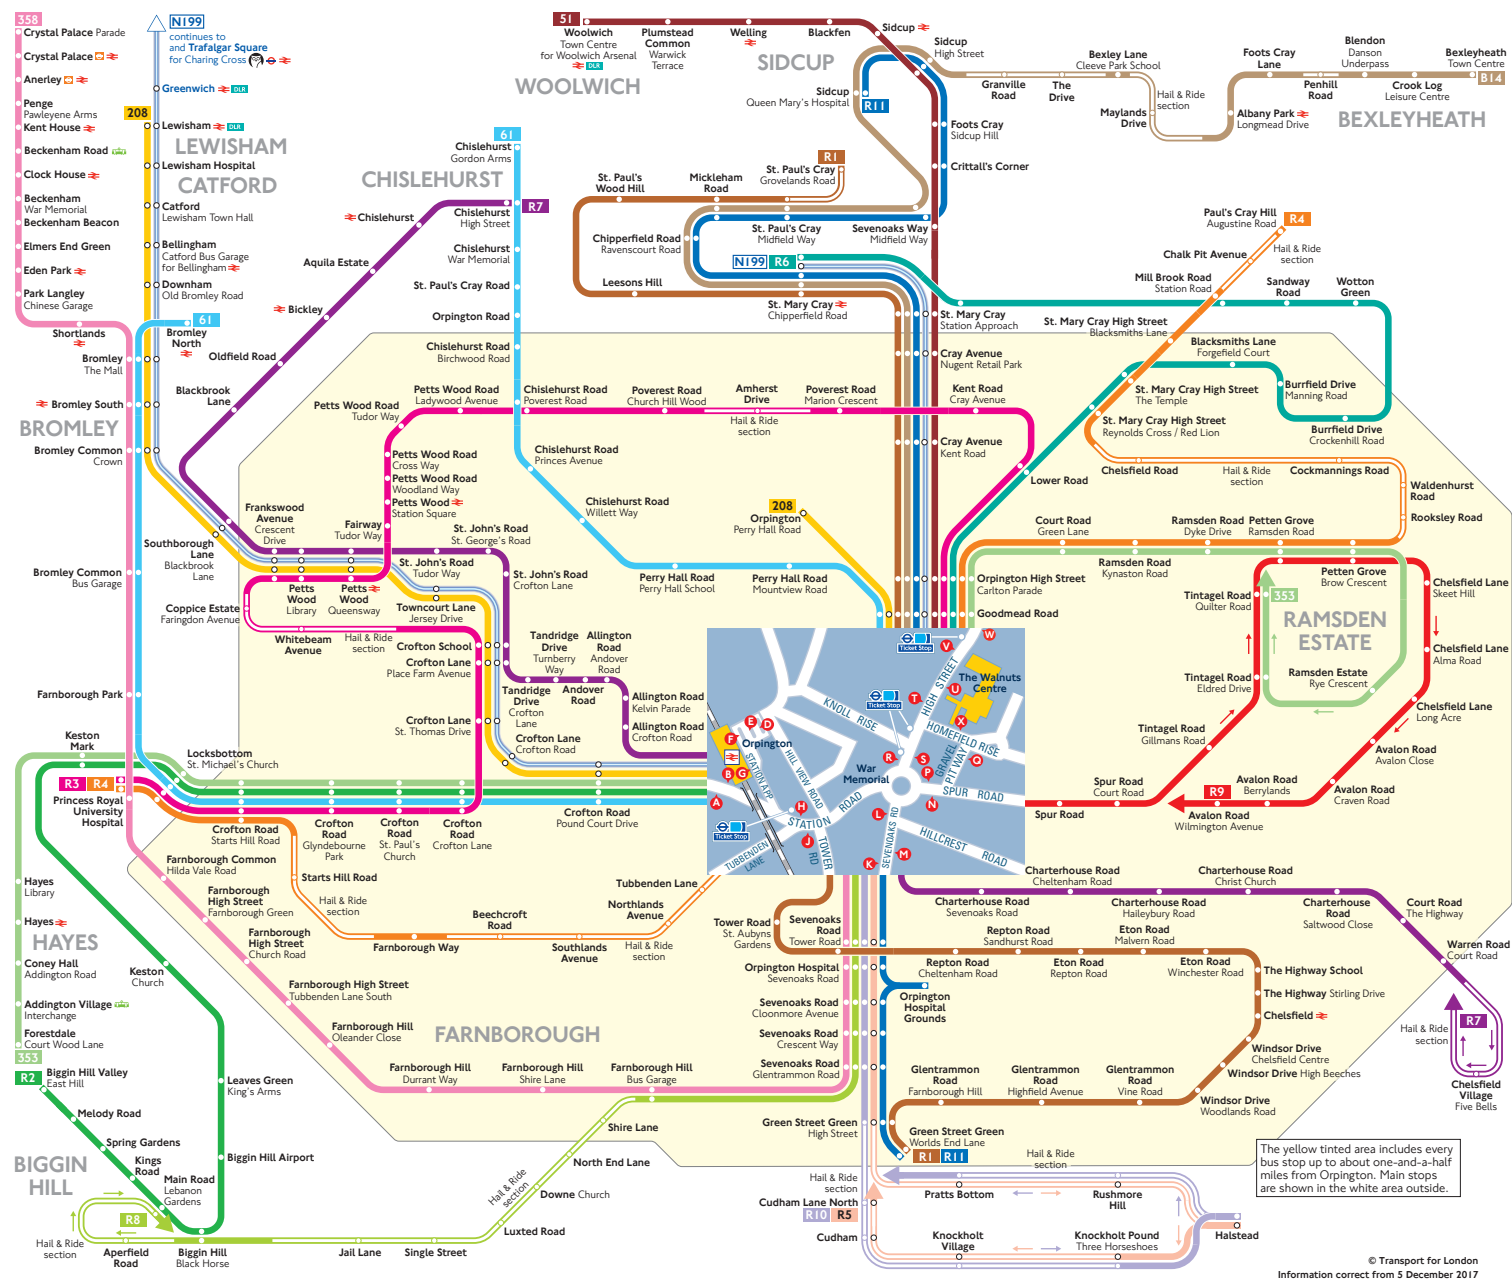 358
Crystal Palace Parade
Crystal Palace
Anerley
Penge
Pawleyene Arms
Kent House
Beckenham Road
Clock House
Beckenham
War Memorial
Beckenham Beacon
Elmers End Green
Eden Park
Park Langley
Chinese Garage
Shortlands
N199
continues to
and Trafalgar Square
for Charing Cross
Greenwich DLR
208
Lewisham DLR
LEWISHAM
Lewisham Hospital
CATFORD
Catford
Lewisham Town Hall
Bellingham
Catford Bus Garage
for Bellingham
Downham
Old Bromley Road
61
Bromley
North
Bromley
The Mall
Bromley South
BROMLEY
Bromley Common
Crown
Bromley Common
Bus Garage
Farnborough Park
51
Woolwich
Town Centre
for Woolwich Arsenal
DLR
WOOLWICH
Plumstead
Common
Warwick
Terrace
Welling
Blackfen
Sidcup
SIDCUP
Sidcup
High Street
Sidcup
Queen Mary's Hospital
R11
Granville
Road
The
Drive
Bexley Lane
Cleeve Park School
Maylands
Drive
Hail & Ride
section
Foots Cray
Lane
Albany Park
Longmead Drive
Blendon
Danson
Underpass
Penhill
Road
Crook Log
Leisure Centre
Bexleyheath
Town Centre
B14
BEXLEYHEATH
Foots Cray
Sidcup Hill
Crittall's Corner
61
Chislehurst
Gordon Arms
CHISLEHURST
R7
Chislehurst
High Street
Chislehurst
Chislehurst
War Memorial
Aquila Estate
St. Paul's Cray Road
Bickley
Orpington Road
Oldfield Road
Chislehurst Road
Birchwood Road
Blackbrook
Lane
R1
St. Paul's Cray
Grovelands Road
St. Paul's
Wood Hill
Mickleham
Road
Chipperfield Road
Ravenscourt Road
St. Paul's Cray
Midfield Way
Sevenoaks Way
Midfield Way
N199 R6
Leesons Hill
St. Mary Cray
Chipperfield Road
St. Mary Cray
Station Approach
Cray Avenue
Nugent Retail Park
Paul's Cray Hill
Augustine Road
R4
Hail & Ride
section
Chalk Pit Avenue
Mill Brook Road
Station Road
Sandway
Road
Wotton
Green
St. Mary Cray High Street
Blacksmiths Lane
Blacksmiths Lane
Forgefield Court
Burrfield Drive
Manning Road
St. Mary Cray High Street
The Temple
St. Mary Cray High Street
Reynolds Cross / Red Lion
Burrfield Drive
Crockenhill Road
Petts Wood Road
Tudor Way
Petts Wood Road
Ladywood Avenue
Chislehurst Road
Poverest Road
Poverest Road
Church Hill Wood
Amherst
Drive
Hail & Ride
section
Poverest Road
Marion Crescent
Kent Road
Cray Avenue
Cray Avenue
Kent Road
Lower Road
Chelsfield Road
Hail & Ride
section
Cockmannings Road
Waldenhurst
Road
Rooksley Road
Petts Wood Road
Cross Way
Petts Wood Road
Woodland Way
Petts Wood
Station Square
Chislehurst Road
Princes Avenue
Chislehurst Road
Willett Way
208
Orpington
Perry Hall Road
Frankswood
Avenue
Crescent
Drive
Fairway
Tudor Way
St. John's Road
St. George's Road
Southborough
Lane
Blackbrook
Lane
St. John's Road
Tudor Way
St. John's Road
Crofton Lane
Perry Hall Road
Perry Hall School
Perry Hall Road
Mountview Road
Court Road
Green Lane
Ramsden Road
Dyke Drive
Petten Grove
Ramsden Road
Ramsden Road
Kynaston Road
Orpington High Street
Carlton Parade
Goodmead Road
Petten Grove
Brow Crescent
Chelsfield Lane
Skeet Hill
Tintagel Road
Quilter Road
353
RAMSDEN
ESTATE
Chelsfield Lane
Alma Road
Ramsden Estate
Rye Crescent
Tintagel Road
Eldred Drive
Chelsfield Lane
Long Acre
Tintagel Road
Gillmans Road
Avalon Road
Avalon Close
Spur Road
Court Road
Avalon Road
Berrylands
Avalon Road
Craven Road
R9
Spur Road
Avalon Road
Wilmington Avenue
Coppice Estate
Faringdon Avenue
Petts
Wood
Library
Petts
Wood
Queensway
Towncourt Lane
Jersey Drive
Whitebeam
Avenue
Hail & Ride
section
Crofton School
Crofton Lane
Place Farm Avenue
Tandridge
Drive
Turnberry
Way
Allington
Road
Andover
Road
Tandridge
Drive
Crofton
Lane
Andover
Road
Allington Road
Kelvin Parade
Crofton Lane
St. Thomas Drive
Allington Road
Crofton Road
Crofton Lane
Crofton Road
Keston
Mark
Locksbottom
St. Michael's Church
R3 R4
Princess Royal
University
Hospital
Crofton Road
Starts Hill Road
Crofton
Road
Glyndebourne
Park
Crofton
Road
St. Paul's
Church
Crofton
Road
Crofton Lane
Crofton Road
Pound Court Drive
KNOLL RISE
HIGH STREET
The Walnuts
Centre
HOMEFIELD RISE
GRAVEL
PIT WAY
Ticket Stop
Ticket Stop
Ticket Stop
Orpington
STATION APP
HILL VIEW ROAD
War
Memorial
SPUR ROAD
STATION ROAD
HILLCREST ROAD
SEVENOAKS RD
TOWER RD
TUBBENDEN
LANE
A B D E F G H J K L M N P Q R S T U V W X
Hayes
Library
Hayes
HAYES
Coney Hall
Addington Road
Addington Village
Interchange
Forestdale
Court Wood Lane
353
Farnborough Common
Hilda Vale Road
Starts Hill Road
Farnborough
High Street
Farnborough Green
Hail & Ride
section
Farnborough
High Street
Church Road
Farnborough Way
Beechcroft
Road
Southlands
Avenue
Tubbenden Lane
Northlands
Avenue
Hail & Ride
section
Keston
Church
Farnborough High Street
Tubbenden Lane South
Farnborough Hill
Oleander Close
FARNBOROUGH
Farnborough Hill
Durrant Way
Farnborough Hill
Shire Lane
Farnborough Hill
Bus Garage
Tower Road
St. Aubyns
Gardens
Sevenoaks
Road
Tower Road
Orpington Hospital
Sevenoaks Road
Sevenoaks Road
Cloonmore Avenue
Sevenoaks Road
Crescent Way
Sevenoaks Road
Glentrammon Road
Orpington
Hospital
Grounds
Charterhouse Road
Cheltenham Road
Charterhouse Road
Sevenoaks Road
Charterhouse Road
Haileybury Road
Charterhouse Road
Christ Church
Charterhouse
Road
Saltwood Close
Court Road
The Highway
Warren Road
Court Road
Repton Road
Sandhurst Road
Repton Road
Cheltenham Road
Eton Road
Malvern Road
Eton Road
Repton Road
Eton Road
Winchester Road
The Highway School
The Highway Stirling Drive
Chelsfield
Windsor Drive
Chelsfield Centre
Windsor Drive High Beeches
Windsor Drive
Woodlands Road
Hail & Ride
section
R7
Chelsfield
Village
Five Bells
Glentrammon
Road
Farnborough Hill
Glentrammon
Road
Highfield Avenue
Glentrammon
Road
Vine Road
Green Street Green
High Street
Green Street Green
Worlds End Lane
R1 R11
R2
Biggin Hill Valley
East Hill
Melody Road
Spring Gardens
Kings
Road
Main Road
Lebanon
Gardens
BIGGIN
HILL
Leaves Green
King's Arms
Biggin Hill Airport
R8
Hail & Ride
section
Aperfield
Road
Biggin Hill
Black Horse
Jail Lane
Single Street
Luxted Road
Hail & Ride
section
Downe Church
North End Lane
Shire Lane
Hail & Ride
section
Cudham Lane North
R10 R5
Cudham
Hail & Ride
section
Pratts Bottom
Rushmore
Hill
Knockholt
Village
Knockholt Pound
Three Horseshoes
Halstead
The yellow tinted area includes every
bus stop up to about one-and-a-half
miles from Orpington. Main stops
are shown in the white area outside.
© Transport for London
Information correct from 5 December 2017